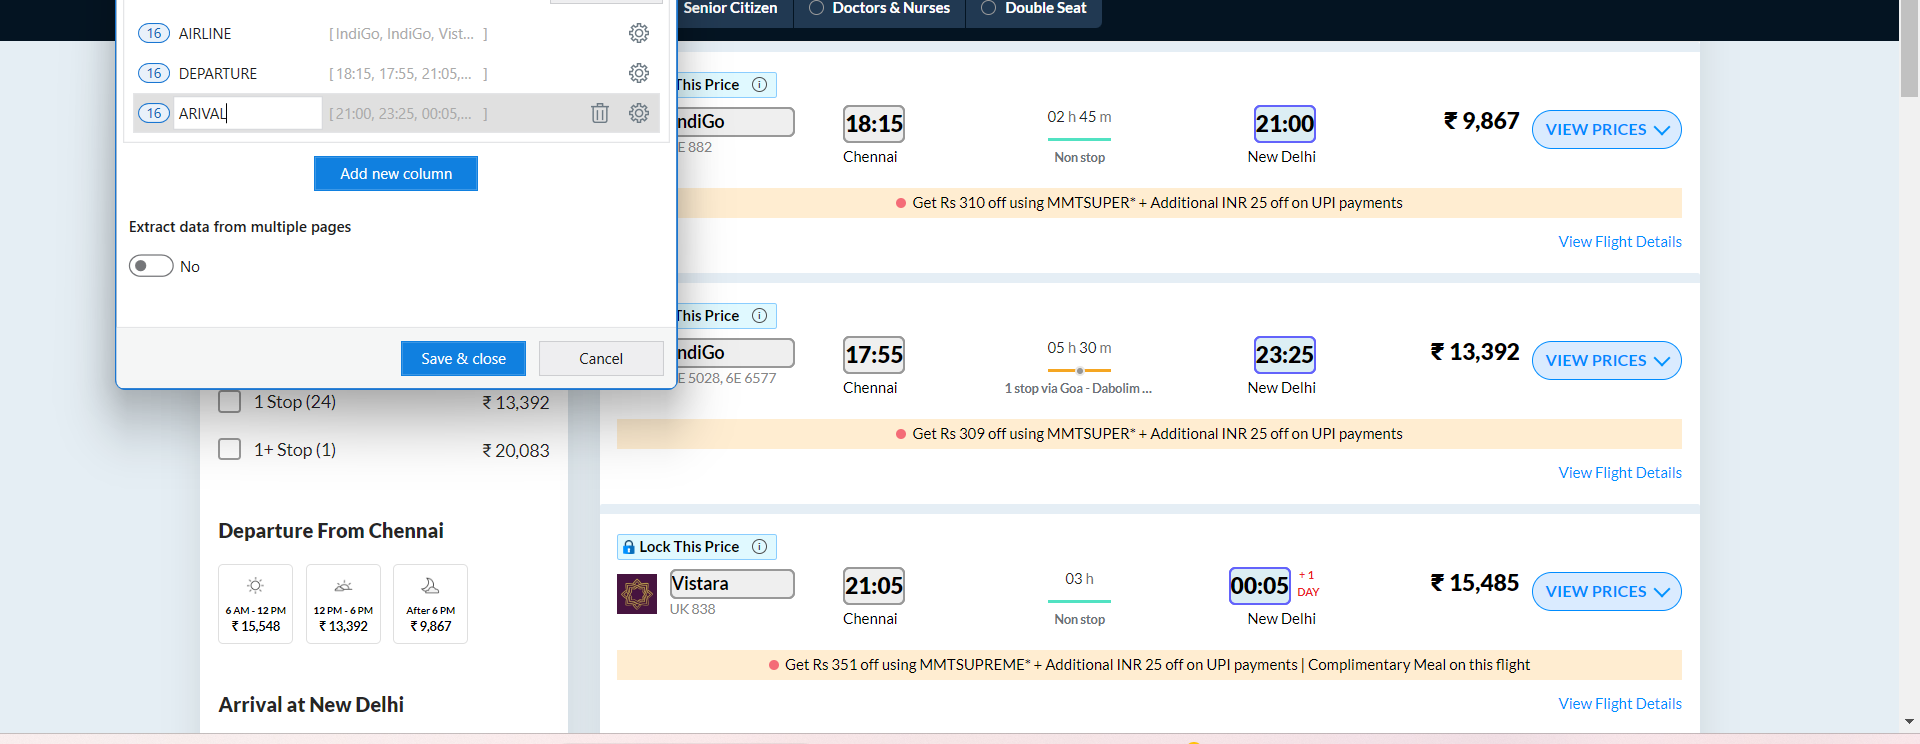 16 AIRLINE [ IndiGo, IndiGo, Vist... ]
16 DEPARTURE [ 18:15, 17:55, 21:05,... ]
16 ARIVAL [ 21:00, 23:25, 00:05,... ]
Add new column
Extract data from multiple pages
No
Save & close Cancel
1 Stop (24) ₹ 13,392
1+ Stop (1) ₹ 20,083
Departure From Chennai
6 AM - 12 PM
₹ 15,548
12 PM - 6 PM
₹ 13,392
After 6 PM
₹ 9,867
Arrival at New Delhi
Senior Citizen Doctors & Nurses Double Seat
This Price
ndiGo
E 882
18:15
Chennai
02 h 45 m
Non stop
21:00
New Delhi
₹ 9,867
VIEW PRICES
Get Rs 310 off using MMTSUPER* + Additional INR 25 off on UPI payments
View Flight Details
This Price
ndiGo
E 5028, 6E 6577
17:55
Chennai
05 h 30 m
1 stop via Goa - Dabolim ...
23:25
New Delhi
₹ 13,392
VIEW PRICES
Get Rs 309 off using MMTSUPER* + Additional INR 25 off on UPI payments
View Flight Details
Lock This Price
Vistara
UK 838
21:05
Chennai
03 h
Non stop
00:05
+ 1
DAY
New Delhi
₹ 15,485
VIEW PRICES
Get Rs 351 off using MMTSUPREME* + Additional INR 25 off on UPI payments | Complimentary Meal on this flight
View Flight Details